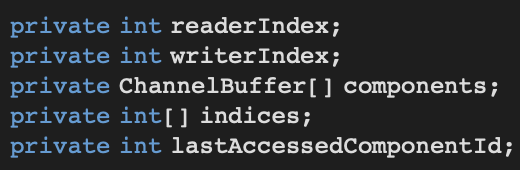 private int readerIndex;
private int writerIndex;
private ChannelBuffer[] components;
private int[] indices;
private int lastAccessedComponentId;